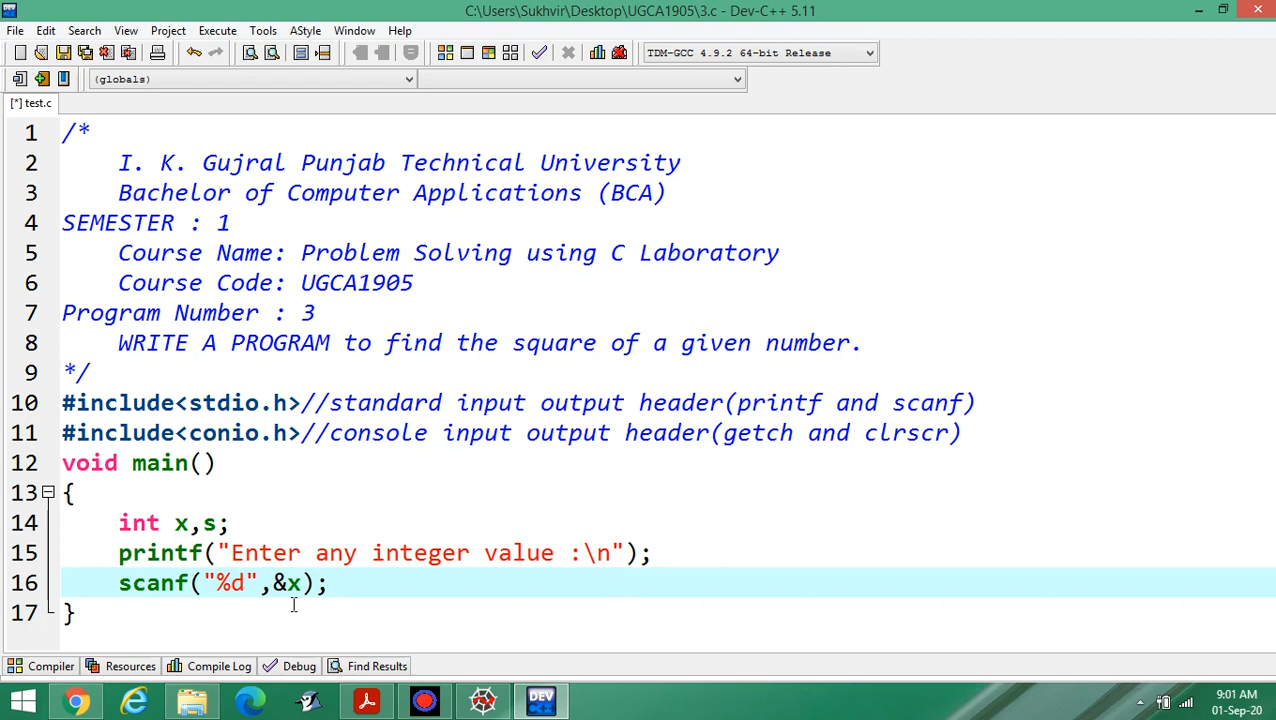 C:\Users\Sukhvir\Desktop\UGCA1905\3.c - Dev-C++ 5.11
File Edit Search View Project Execute Tools AStyle Window Help
TDM-GCC 4.9.2 64-bit Release
(globals)
[*] test.c
1 /*
2 I. K. Gujral Punjab Technical University
3 Bachelor of Computer Applications (BCA)
4 SEMESTER : 1
5 Course Name: Problem Solving using C Laboratory
6 Course Code: UGCA1905
7 Program Number : 3
8 WRITE A PROGRAM to find the square of a given number.
9 */
10 #include<stdio.h>//standard input output header(printf and scanf)
11 #include<conio.h>//console input output header(getch and clrscr)
12 void main()
13 {
14 int x,s;
15 printf("Enter any integer value :\n");
16 scanf("%d",&x);
17 }
Compiler Resources Compile Log Debug Find Results
DEV C++
9:01 AM
01-Sep-20